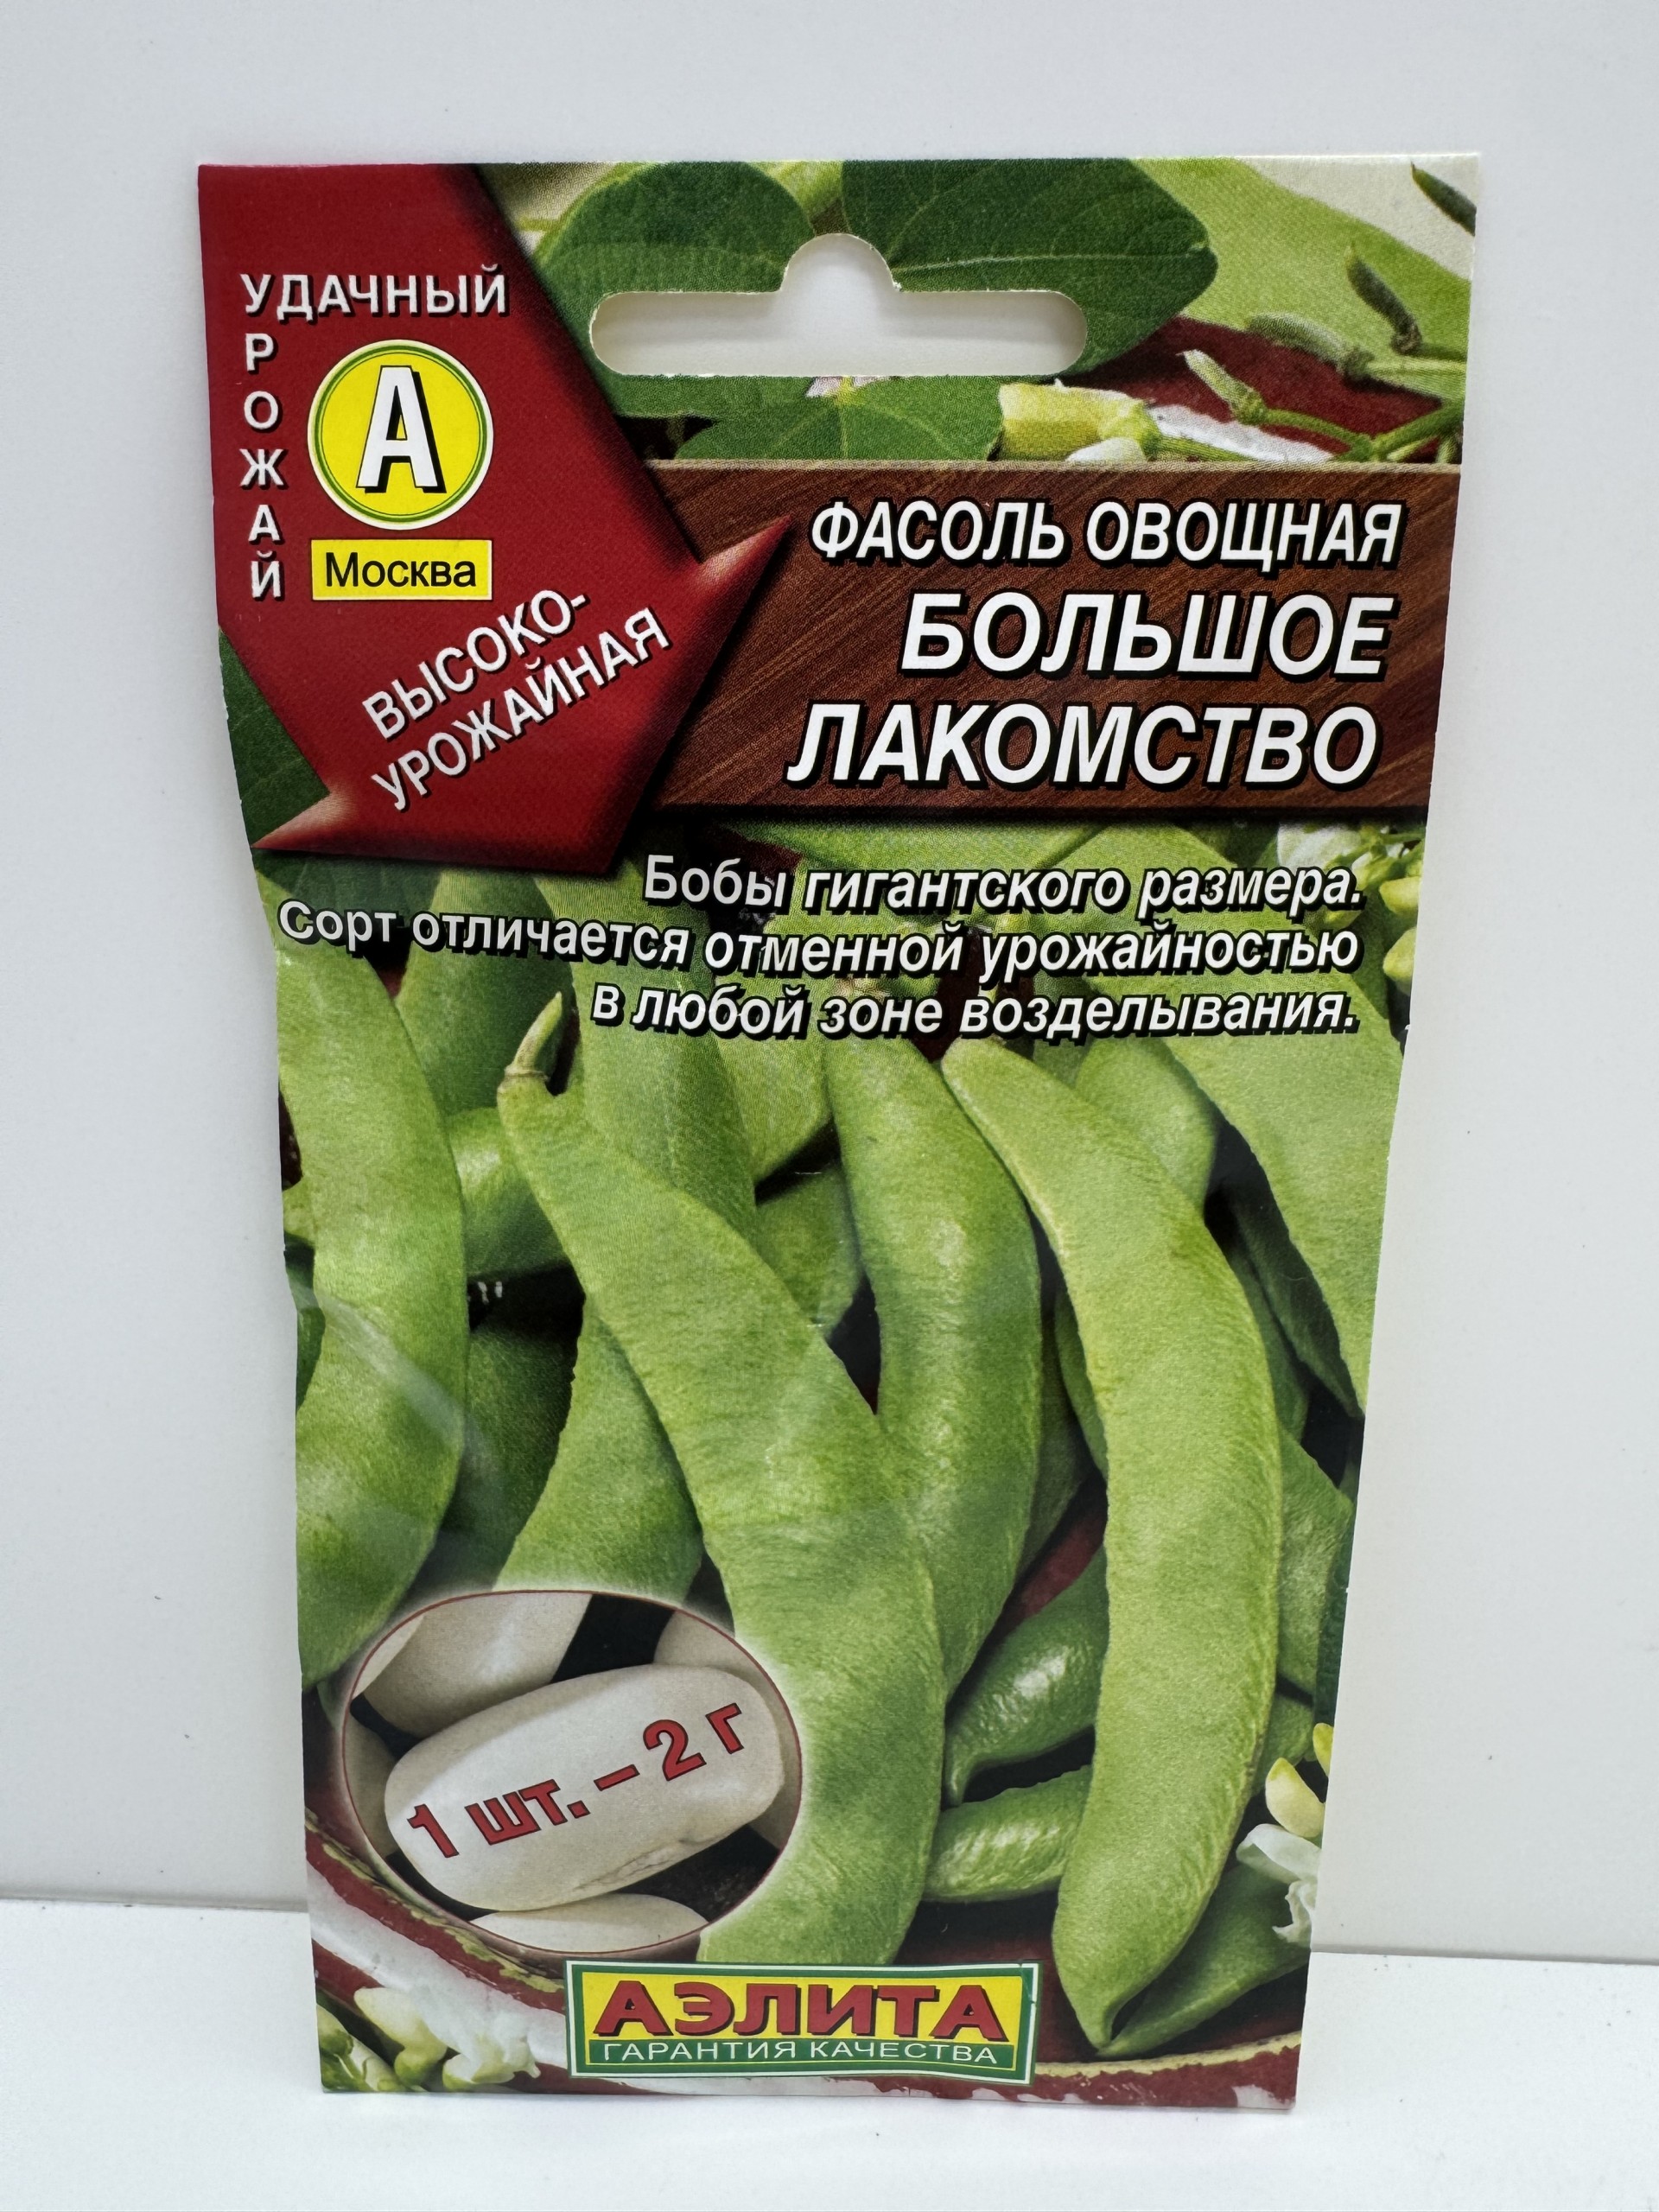 УДАЧНЫЙ
УРОЖАЙ
А
Москва
ВЫСОКО-
УРОЖАЙНАЯ
ФАСОЛЬ ОВОЩНАЯ
БОЛЬШОЕ
ЛАКОМСТВО
Бобы гигантского размера.
Сорт отличается отменной урожайностью
в любой зоне возделывания.
1 шт. – 2 г
АЭЛИТА
ГАРАНТИЯ КАЧЕСТВА